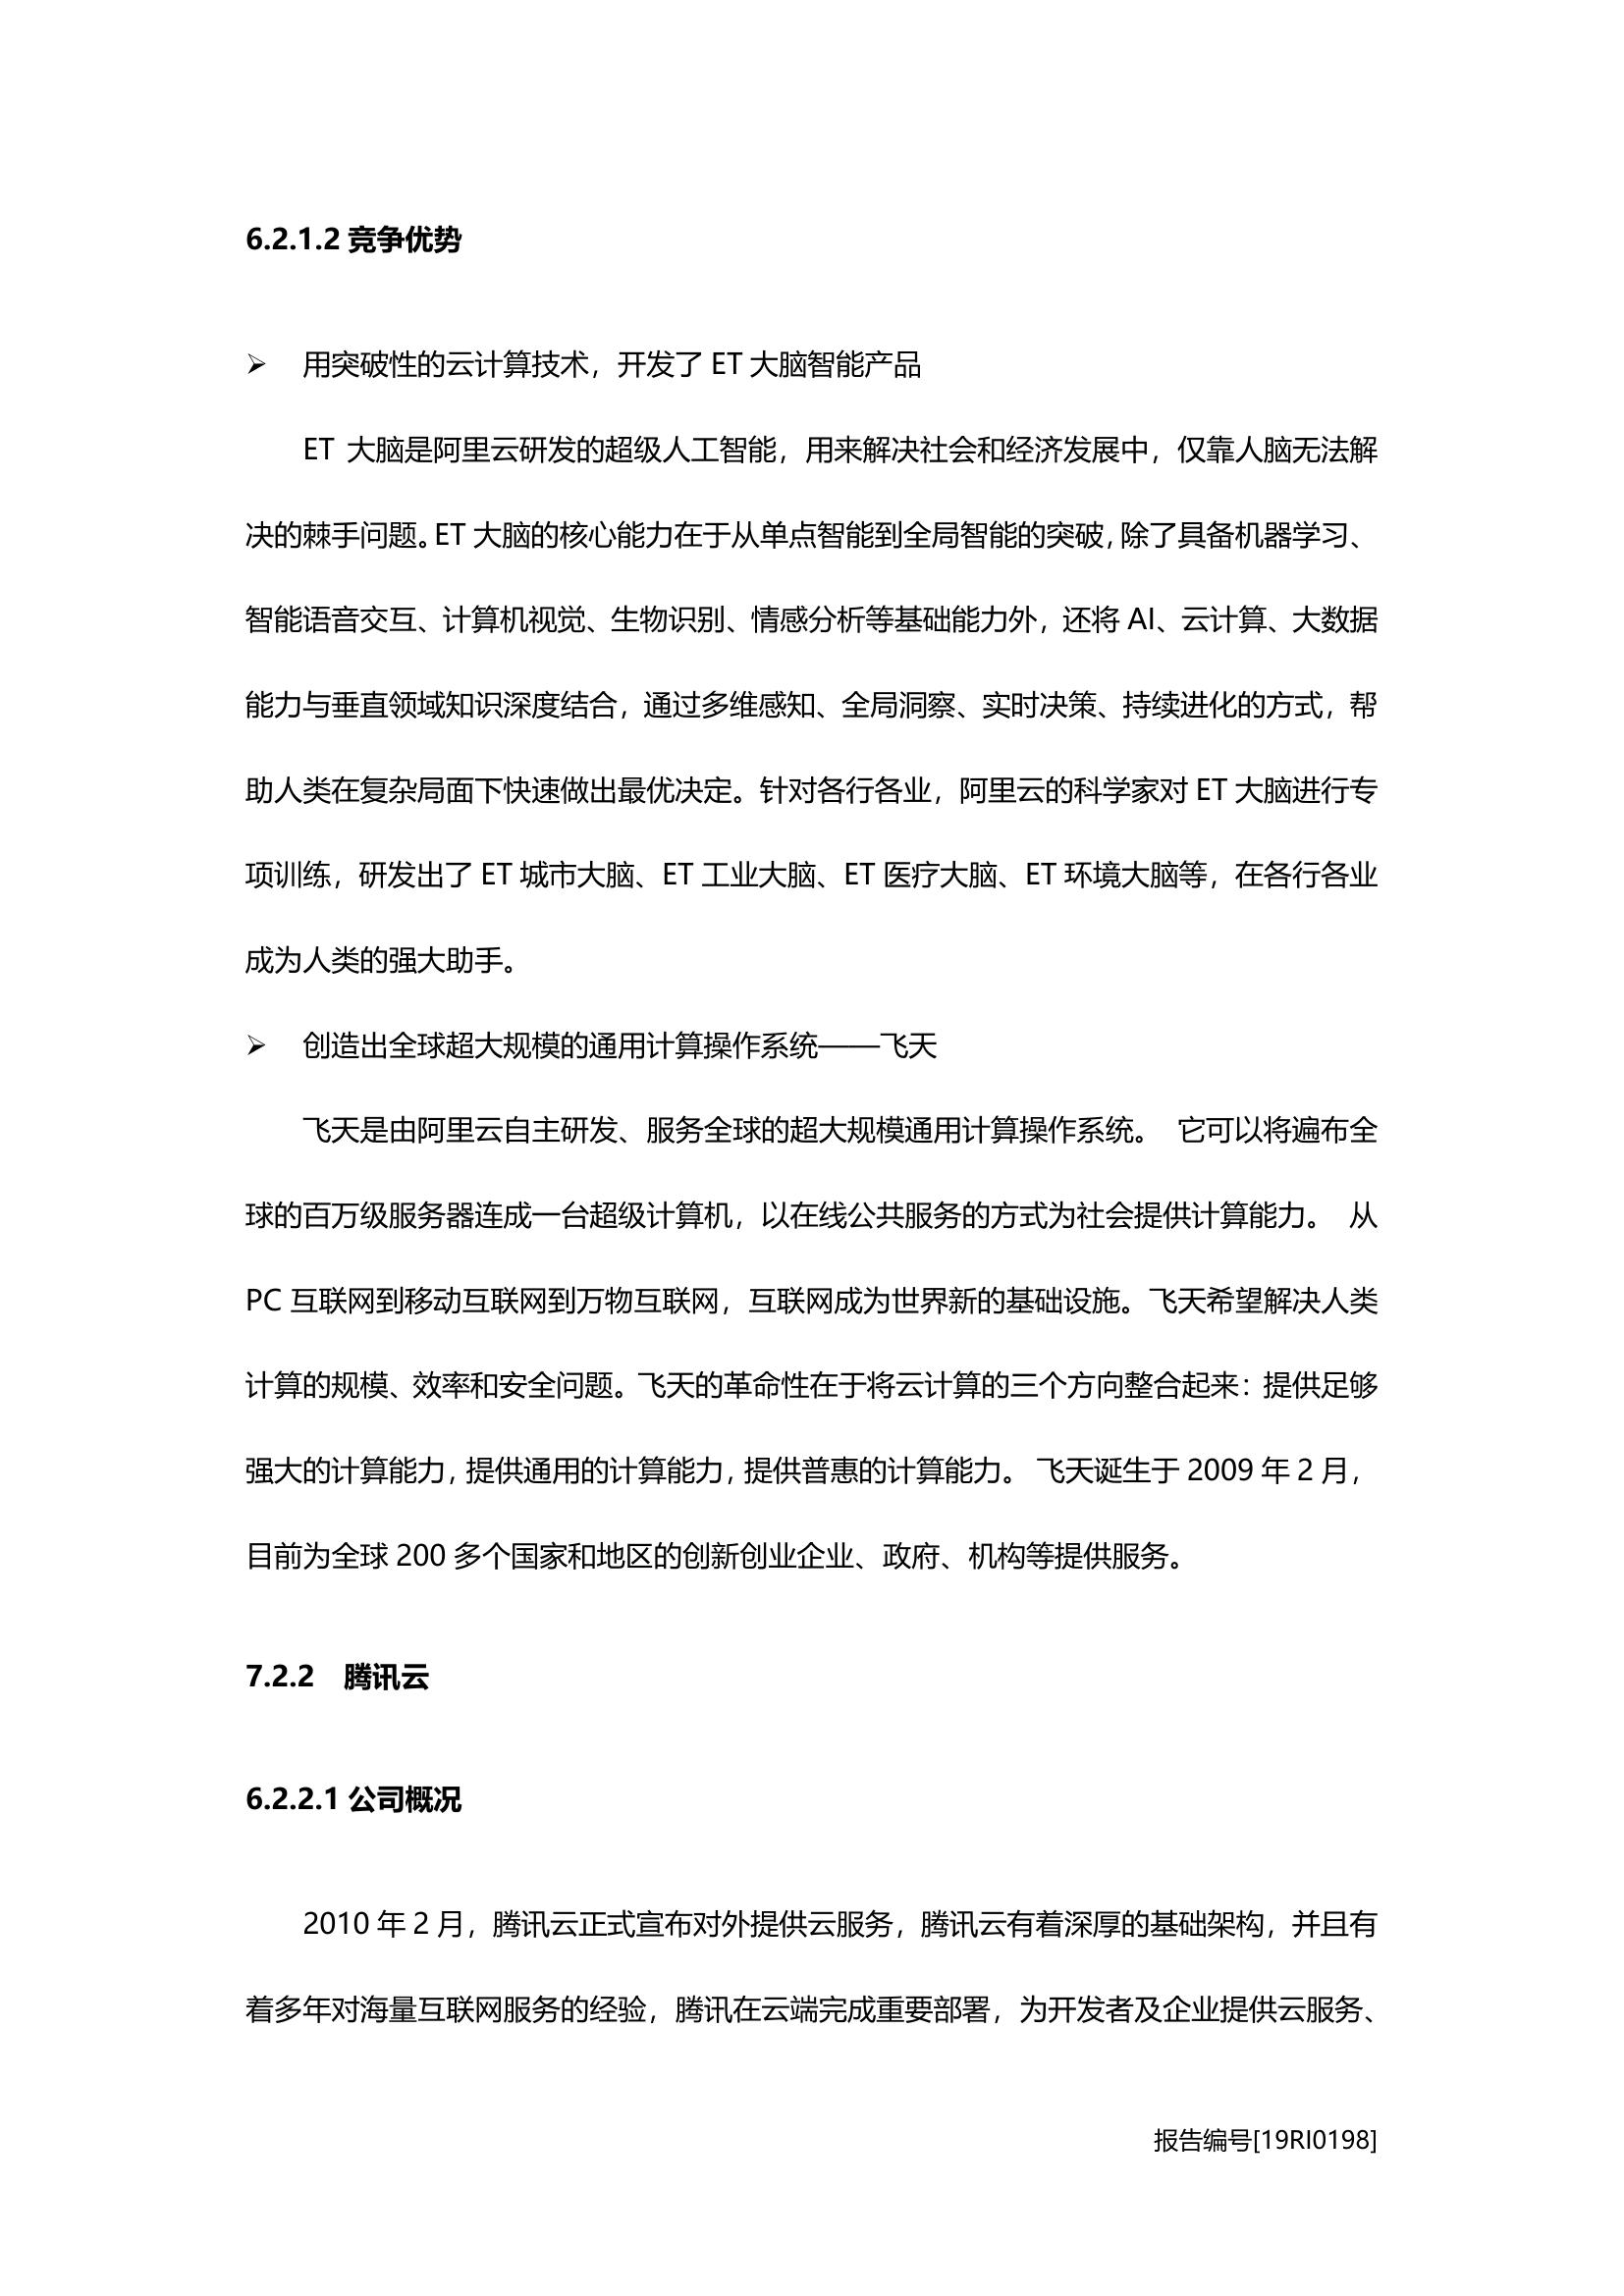 6.2.1.2 竞争优势
➢ 用突破性的云计算技术，开发了 ET 大脑智能产品
ET 大脑是阿里云研发的超级人工智能，用来解决社会和经济发展中，仅靠人脑无法解
决的棘手问题。ET 大脑的核心能力在于从单点智能到全局智能的突破，除了具备机器学习、
智能语音交互、计算机视觉、生物识别、情感分析等基础能力外，还将 AI、云计算、大数据
能力与垂直领域知识深度结合，通过多维感知、全局洞察、实时决策、持续进化的方式，帮
助人类在复杂局面下快速做出最优决定。针对各行各业，阿里云的科学家对 ET 大脑进行专
项训练，研发出了 ET 城市大脑、ET 工业大脑、ET 医疗大脑、ET 环境大脑等，在各行各业
成为人类的强大助手。
➢ 创造出全球超大规模的通用计算操作系统——飞天
飞天是由阿里云自主研发、服务全球的超大规模通用计算操作系统。 它可以将遍布全
球的百万级服务器连成一台超级计算机，以在线公共服务的方式为社会提供计算能力。 从
PC 互联网到移动互联网到万物互联网，互联网成为世界新的基础设施。飞天希望解决人类
计算的规模、效率和安全问题。飞天的革命性在于将云计算的三个方向整合起来：提供足够
强大的计算能力，提供通用的计算能力，提供普惠的计算能力。 飞天诞生于 2009 年 2 月，
目前为全球 200 多个国家和地区的创新创业企业、政府、机构等提供服务。
7.2.2 腾讯云
6.2.2.1 公司概况
2010 年 2 月，腾讯云正式宣布对外提供云服务，腾讯云有着深厚的基础架构，并且有
着多年对海量互联网服务的经验，腾讯在云端完成重要部署，为开发者及企业提供云服务、
报告编号[19RI0198]